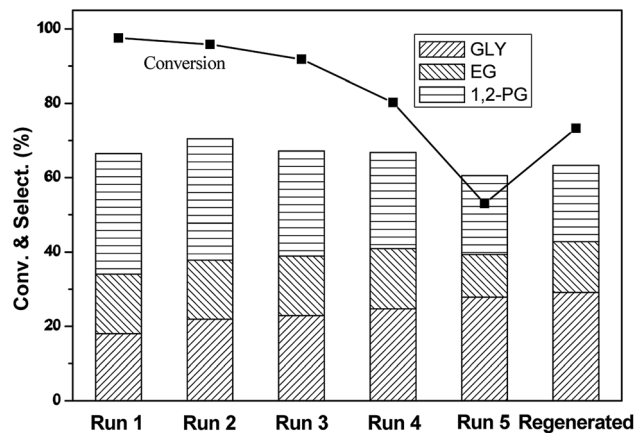 100
80
60
40
20
0
Conv. & Select. (%)
Conversion
GLY
EG
1,2-PG
Run 1 Run 2 Run 3 Run 4 Run 5 Regenerated